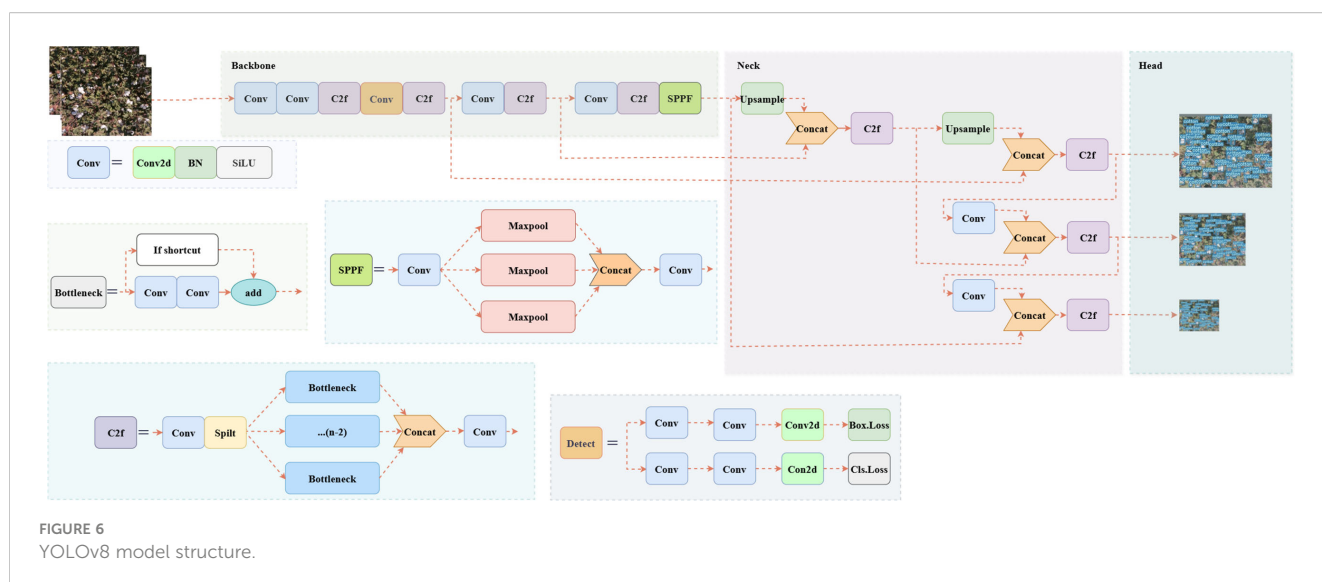 Backbone
Conv Conv C2f Conv C2f Conv C2f Conv C2f SPPF
Neck
Upsample
Concat
C2f
Upsample
Concat
C2f
Conv
Concat
C2f
Conv
Concat
C2f
Head
Conv = Conv2d BN SiLU
If shortcut
Bottleneck = Conv Conv add
Maxpool
SPPF = Conv Maxpool Concat Conv
Maxpool
Bottleneck
C2f = Conv Spilt ...(n-2) Concat Conv
Bottleneck
Conv Conv Conv2d Box.Loss
Detect =
Conv Conv Con2d Cls.Loss
FIGURE 6
YOLOv8 model structure.